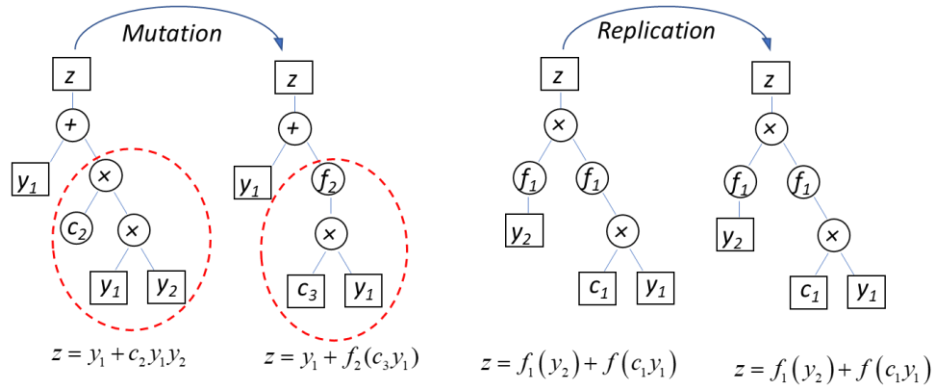 Mutation
Replication
z
z
z
z
+
+
×
×
y₁
×
y₁
f₂
f₁
f₁
f₁
f₁
c₂
×
×
y₂
×
y₂
×
y₁
y₂
c₃
y₁
c₁
y₁
c₁
y₁
z = y₁ + c₂y₁y₂
z = y₁ + f₂(c₃y₁)
z = f₁(y₂) + f(c₁y₁)
z = f₁(y₂) + f(c₁y₁)